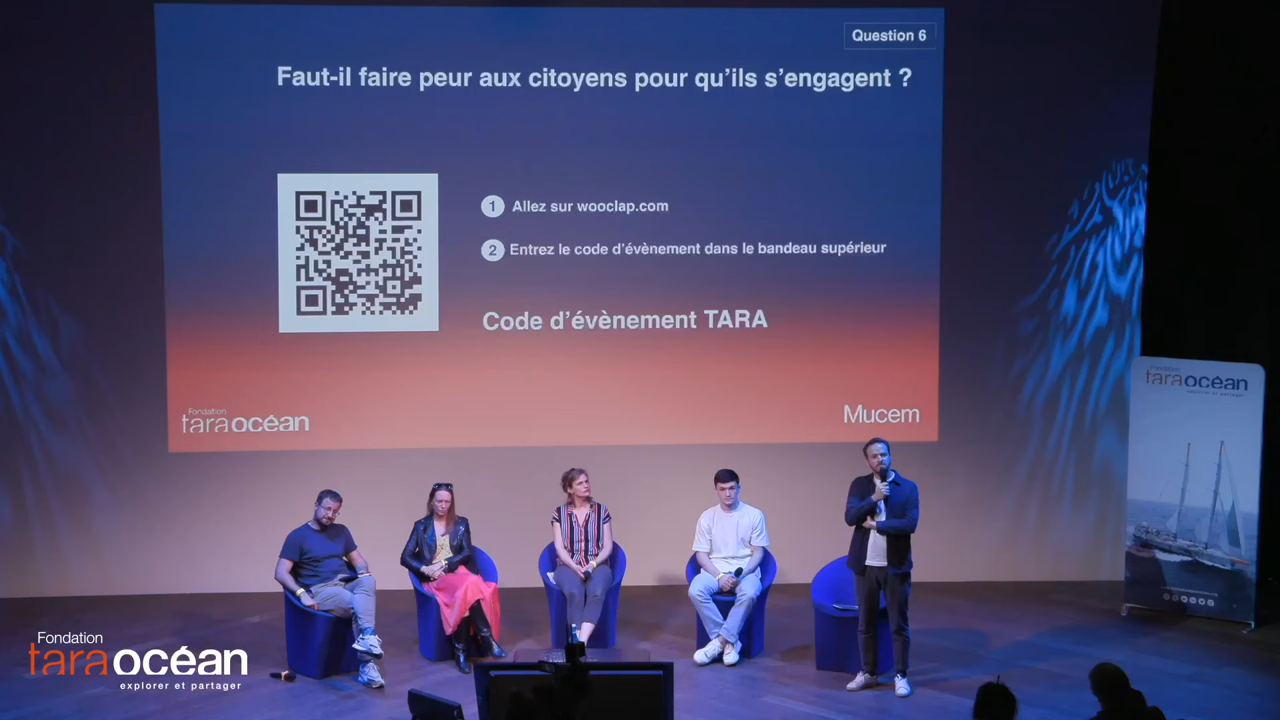 Question 6
Faut-il faire peur aux citoyens pour qu'ils s'engagent ?
1 Allez sur wooclap.com
2 Entrez le code d'évènement dans le bandeau supérieur
Code d'évènement TARA
Fondation
tara océan
Mucem
Fondation
tara océan
explorer et partager
Fondation
tara océan
explorer et partager